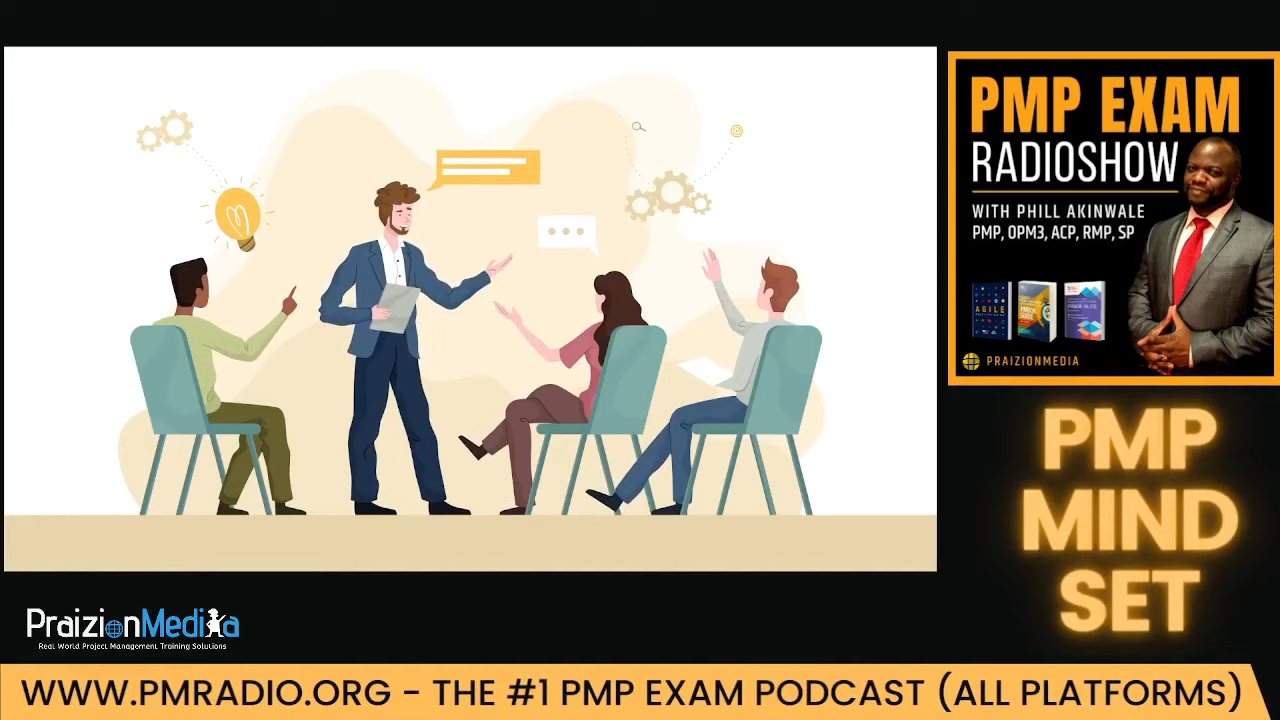 PMP EXAM
RADIOSHOW
WITH PHILL AKINWALE
PMP, OPM3, ACP, RMP, SP
AGILE
PRAIZIONMEDIA
PMP
MIND
SET
PraizionMedia
Real World Project Management Training Solutions
WWW.PMRADIO.ORG - THE #1 PMP EXAM PODCAST (ALL PLATFORMS)